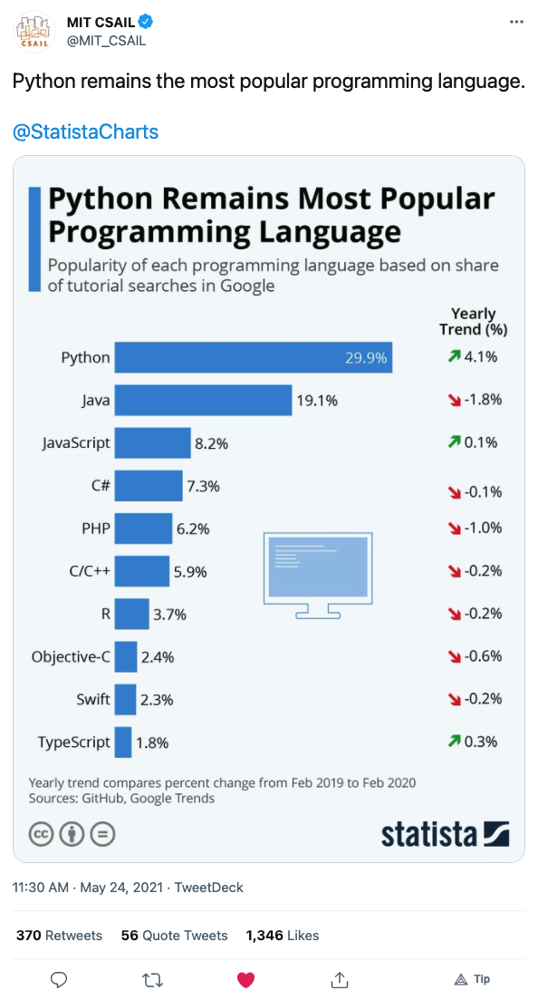 MIT CSAIL
@MIT_CSAIL
CSAIL
Python remains the most popular programming language.
@StatistaCharts
Python Remains Most Popular
Programming Language
Popularity of each programming language based on share
of tutorial searches in Google
Yearly
Trend (%)
Python 29.9% 4.1%
Java 19.1% -1.8%
JavaScript 8.2% 0.1%
C# 7.3% -0.1%
PHP 6.2% -1.0%
C/C++ 5.9% -0.2%
R 3.7% -0.2%
Objective-C 2.4% -0.6%
Swift 2.3% -0.2%
TypeScript 1.8% 0.3%
Yearly trend compares percent change from Feb 2019 to Feb 2020
Sources: GitHub, Google Trends
cc statista
11:30 AM · May 24, 2021 · TweetDeck
370 Retweets 56 Quote Tweets 1,346 Likes
Tip